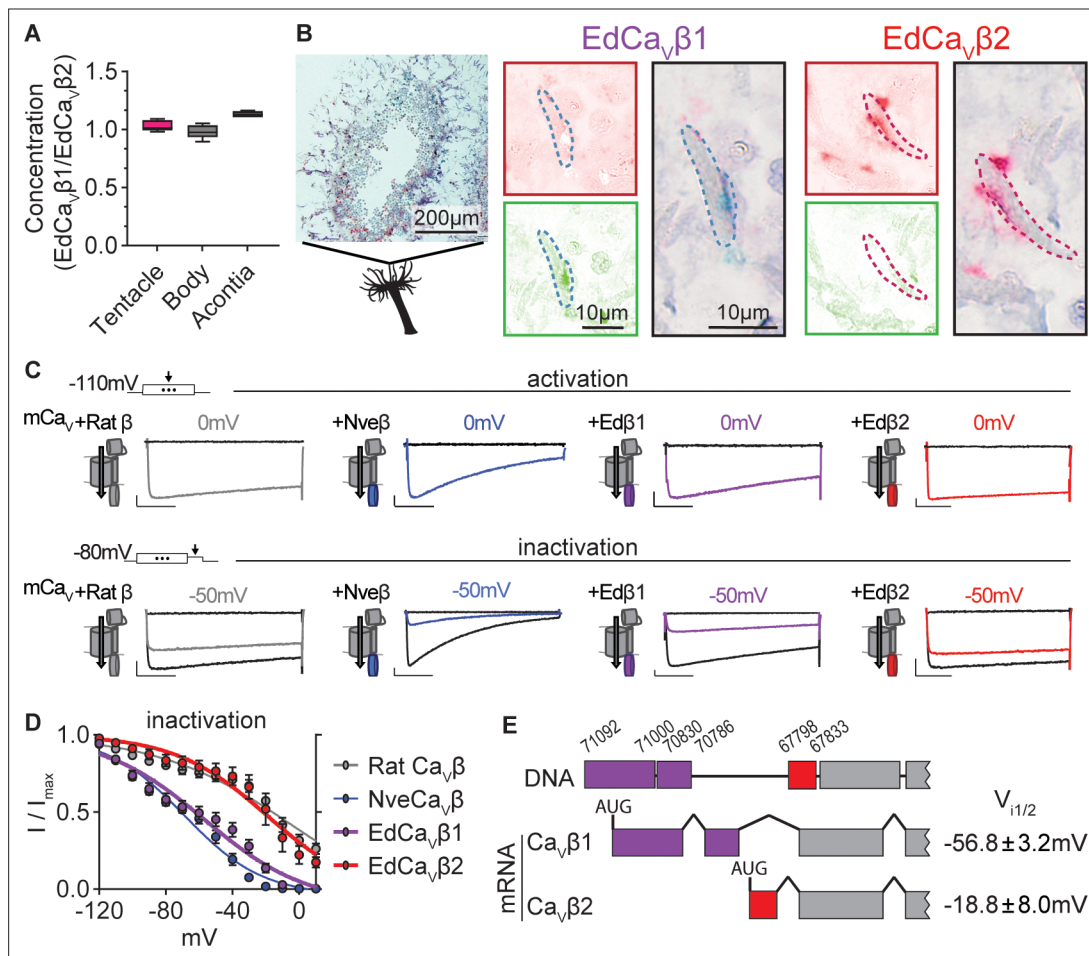 A
Concentration
(EdCaVβ1/EdCaVβ2)
1.5
1.0
0.5
0.0
Tentacle
Body
Acontia
B
200µm
EdCaVβ1
10µm
10µm
EdCaVβ2
C
-110mV
activation
mCaV+Rat β
0mV
+Nveβ
0mV
+Edβ1
0mV
+Edβ2
0mV
-80mV
inactivation
mCaV+Rat β
-50mV
+Nveβ
-50mV
+Edβ1
-50mV
+Edβ2
-50mV
D
inactivation
I / Imax
1.0
0.5
0.0
-120
-80
-40
0
mV
Rat CaVβ
NveCaVβ
EdCaVβ1
EdCaVβ2
E
71092
71000
70830
70786
67798
67833
DNA
Vi1/2
mRNA
AUG
CaVβ1
-56.8±3.2mV
AUG
CaVβ2
-18.8±8.0mV